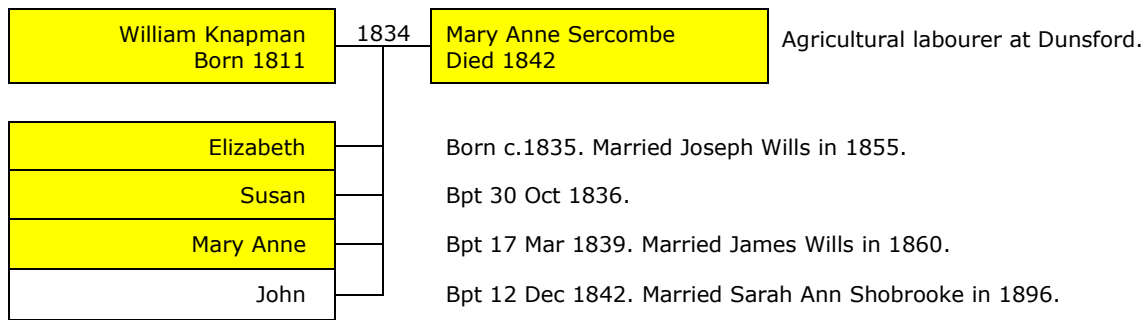 William Knapman
Born 1811
1834
Mary Anne Sercombe
Died 1842
Agricultural labourer at Dunsford.
Elizabeth
Born c.1835. Married Joseph Wills in 1855.
Susan
Bpt 30 Oct 1836.
Mary Anne
Bpt 17 Mar 1839. Married James Wills in 1860.
John
Bpt 12 Dec 1842. Married Sarah Ann Shobrooke in 1896.